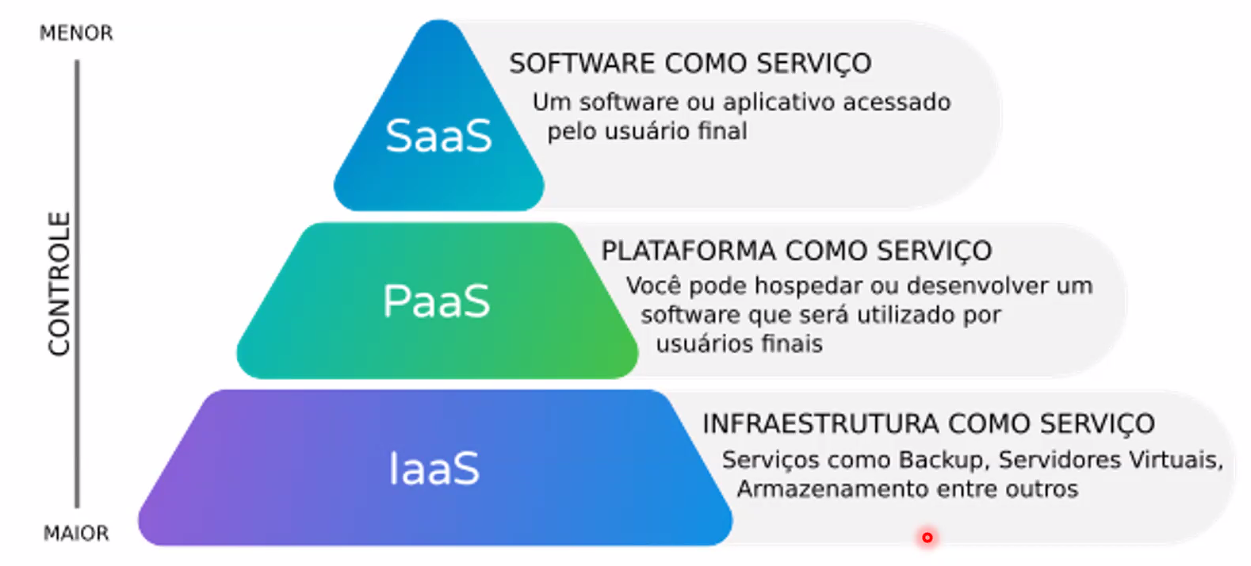 MENOR
CONTROLE
MAIOR
SaaS
SOFTWARE COMO SERVIÇO
Um software ou aplicativo acessado
pelo usuário final
PaaS
PLATAFORMA COMO SERVIÇO
Você pode hospedar ou desenvolver um
software que será utilizado por
usuários finais
IaaS
INFRAESTRUTURA COMO SERVIÇO
Serviços como Backup, Servidores Virtuais,
Armazenamento entre outros